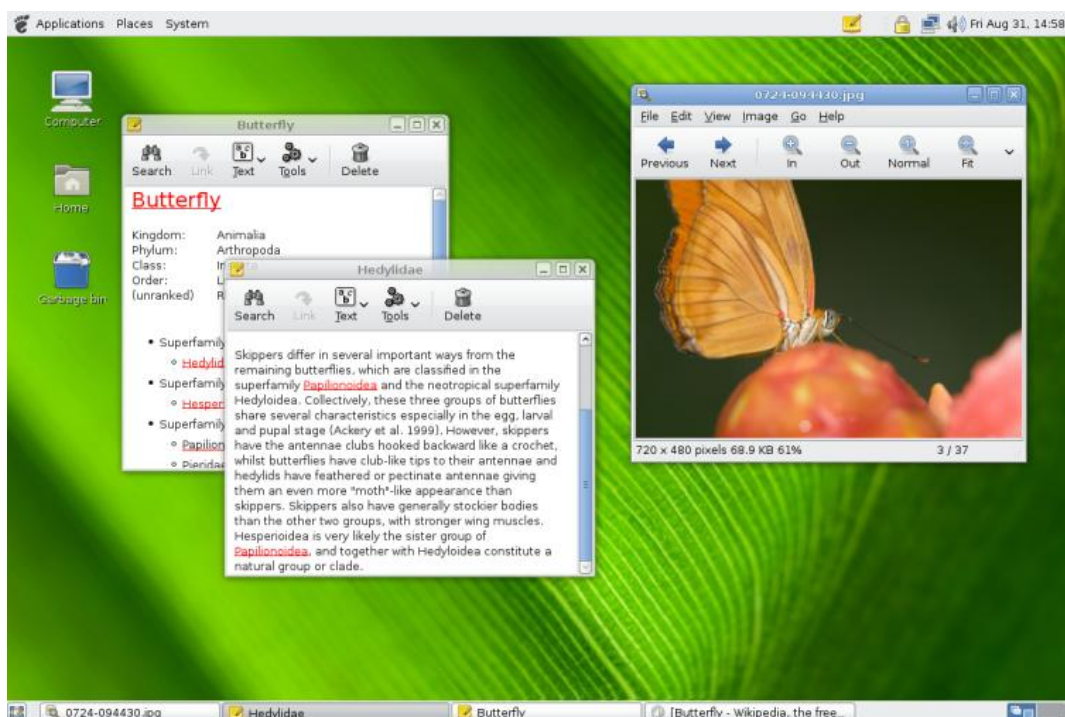 Applications Places System
Fri Aug 31, 14:58
Computer
Home
Garbage bin
Butterfly
Search Link Text Tools Delete
Butterfly
Kingdom: Animalia
Phylum: Arthropoda
Class:
Order:
(unranked)
Superfamily
Hedylid
Superfamily
Hesper
Superfamily
Papilion
Pieridae
Hedylidae
Search Link Text Tools Delete
Skippers differ in several important ways from the
remaining butterflies, which are classified in the
superfamily Papilionoidea and the neotropical superfamily
Hedyloidea. Collectively, these three groups of butterflies
share several characteristics especially in the egg, larval
and pupal stage (Ackery et al. 1999). However, skippers
have the antennae clubs hooked backward like a crochet,
whilst butterflies have club-like tips to their antennae and
hedylids have feathered or pectinate antennae giving
them an even more "moth"-like appearance than
skippers. Skippers also have generally stockier bodies
than the other two groups, with stronger wing muscles.
Hesperioidea is very likely the sister group of
Papilionoidea, and together with Hedyloidea constitute a
natural group or clade.
0724-094430.jpg
File Edit View Image Go Help
Previous Next In Out Normal Fit
720 x 480 pixels 68.9 KB 61% 3 / 37
0724-094430.jpg
Hedylidae
Butterfly
[Butterfly - Wikipedia, the free...